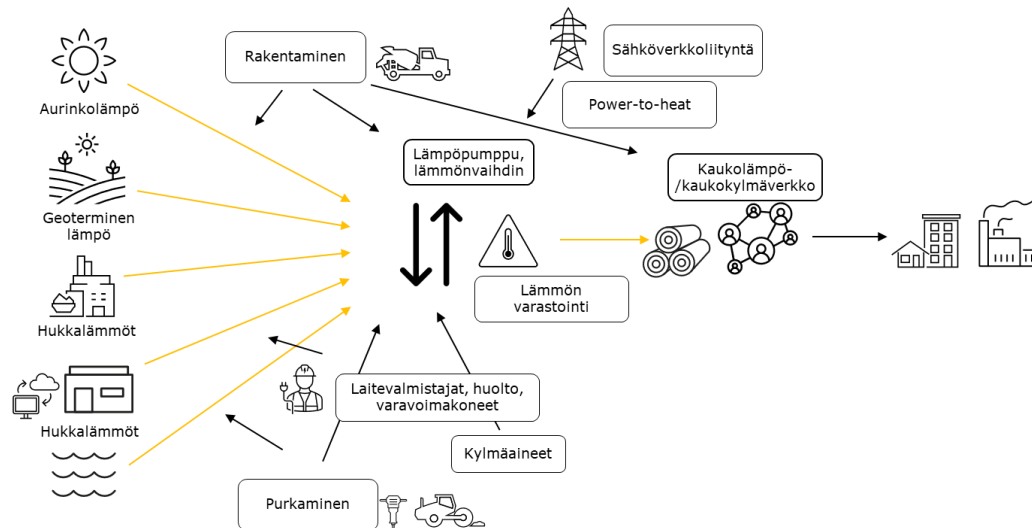 Rakentaminen
Sähköverkkoliityntä
Power-to-heat
Aurinkolämpö
Lämpöpumppu,
lämmönvaihdin
Kaukolämpö-
/kaukokylmäverkko
Geoterminen
lämpö
Lämmön
varastointi
Hukkalämmöt
Laitevalmistajat, huolto,
varavoimakoneet
Hukkalämmöt
Kylmäaineet
Purkaminen